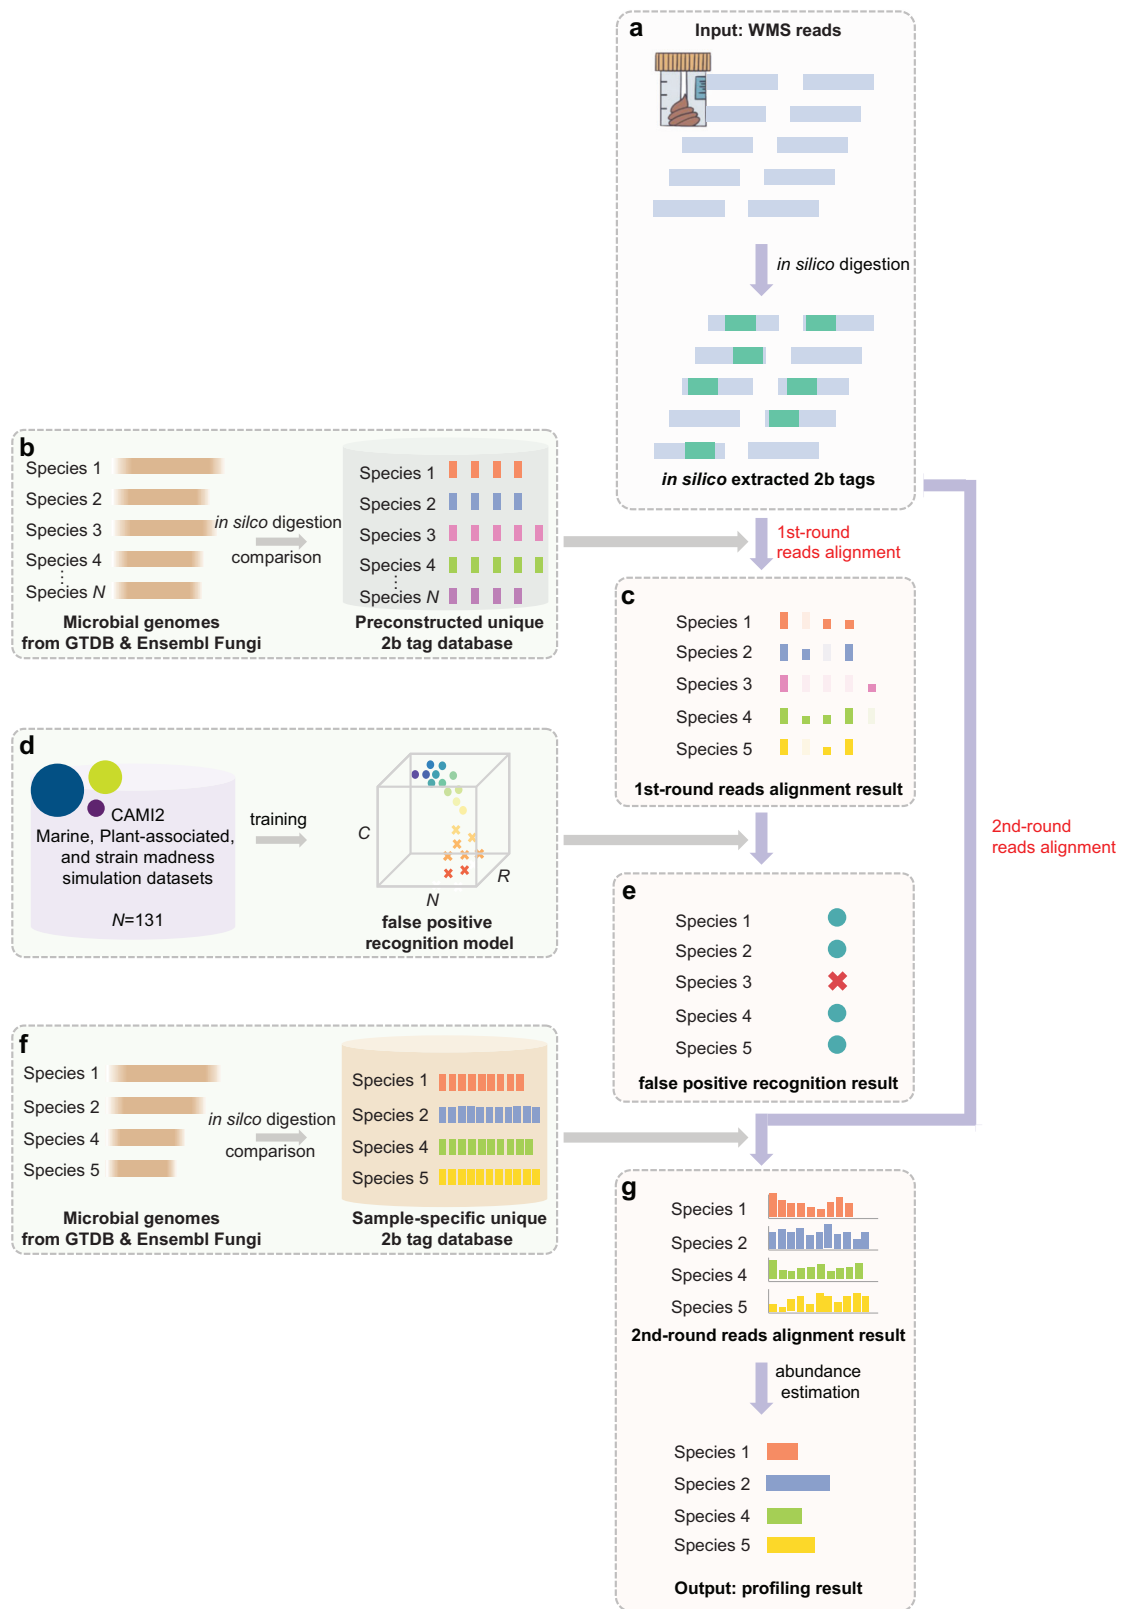 a
Input: WMS reads
in silico digestion
in silico extracted 2b tags
b
Species 1
Species 2
Species 3
Species 4
Species N
Microbial genomes
from GTDB & Ensembl Fungi
in silco digestion
comparison
Species 1
Species 2
Species 3
Species 4
Species N
Preconstructed unique
2b tag database
1st-round
reads alignment
c
Species 1
Species 2
Species 3
Species 4
Species 5
1st-round reads alignment result
2nd-round
reads alignment
d
CAMI2
Marine, Plant-associated,
and strain madness
simulation datasets
N=131
training
C
N
R
false positive
recognition model
e
Species 1
Species 2
Species 3
Species 4
Species 5
false positive recognition result
f
Species 1
Species 2
Species 4
Species 5
Microbial genomes
from GTDB & Ensembl Fungi
in silco digestion
comparison
Species 1
Species 2
Species 4
Species 5
Sample-specific unique
2b tag database
g
Species 1
Species 2
Species 4
Species 5
2nd-round reads alignment result
abundance
estimation
Species 1
Species 2
Species 4
Species 5
Output: profiling result